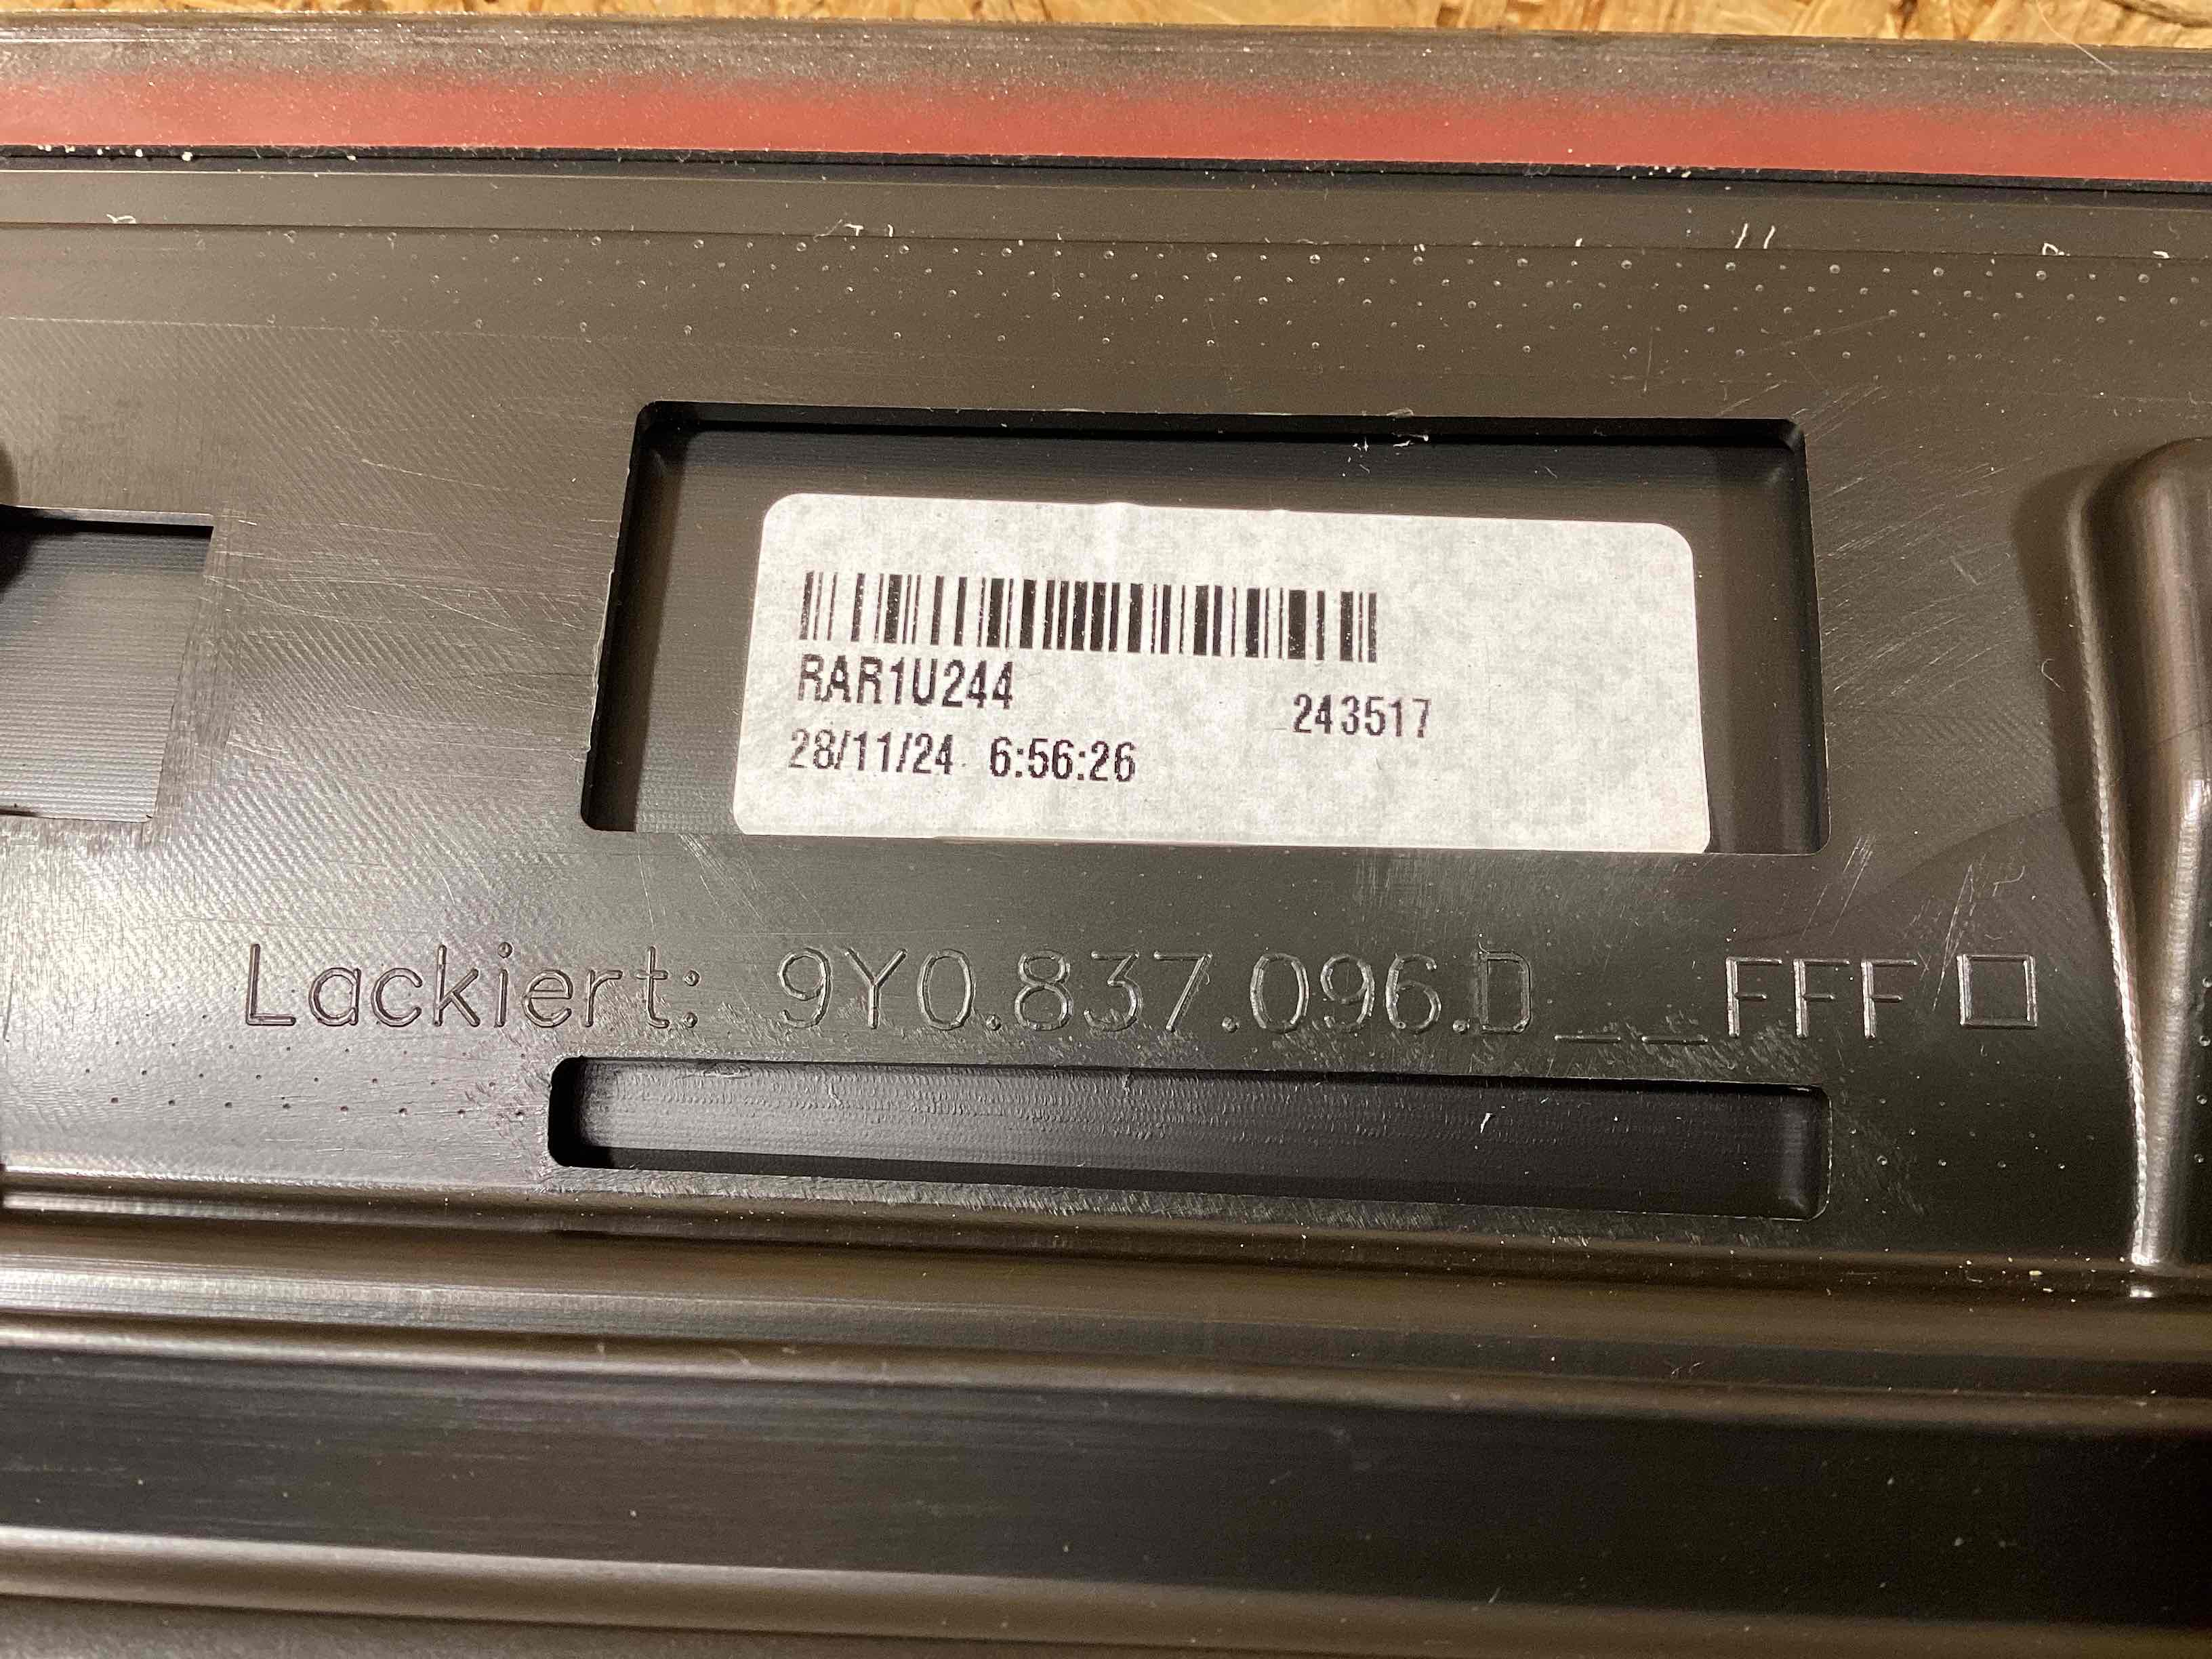 RAR1U244
243517
28/11/24 6:56:26
Lackiert: 9Y0.837.096.D__FFF